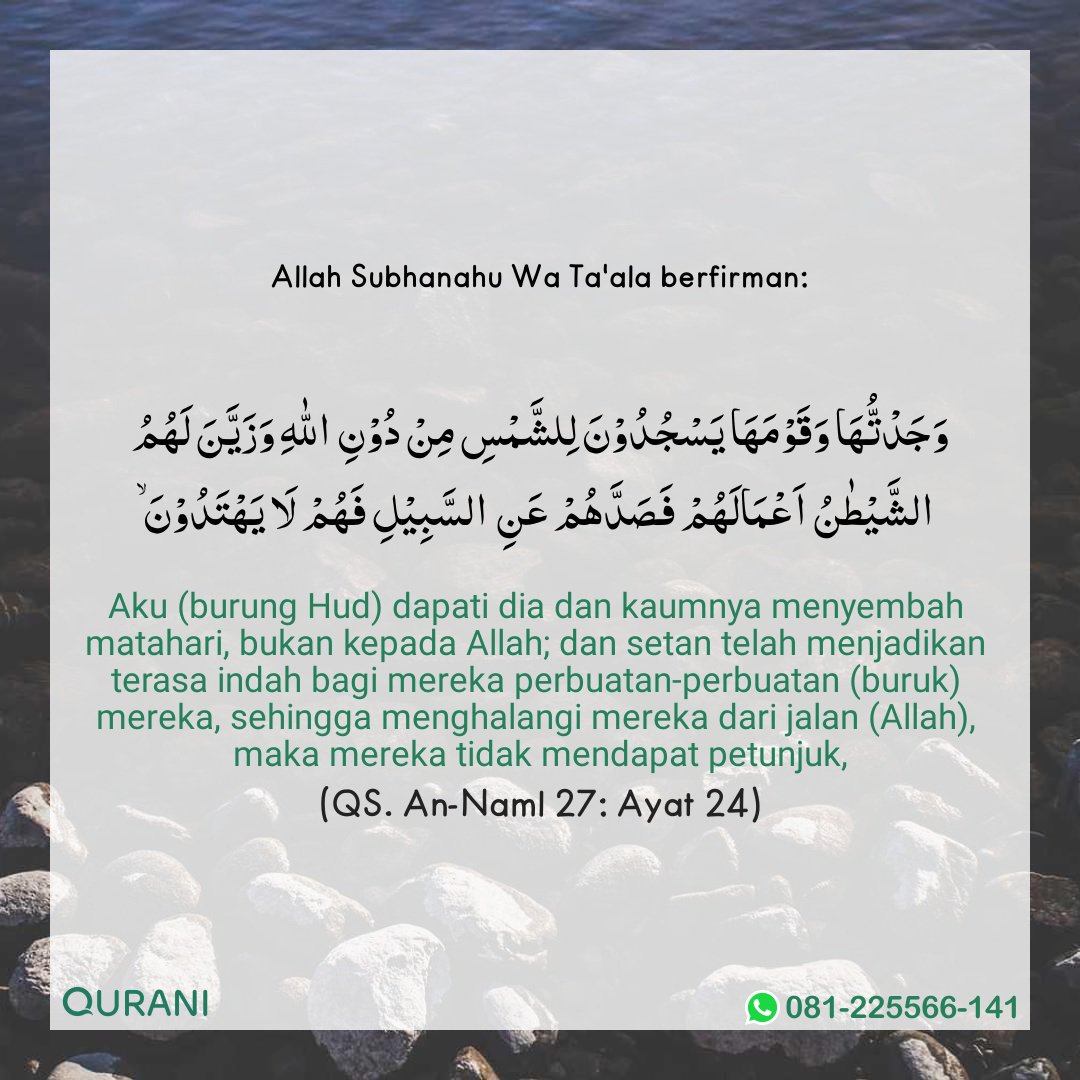 Allah Subhanahu Wa Ta'ala berfirman:
وَجَدْتُّهَا وَقَوْمَهَا يَسْجُدُوْنَ لِلشَّمْسِ مِنْ دُوْنِ اللّٰهِ وَزَيَّنَ لَهُمُ
الشَّيْطٰنُ اَعْمَالَهُمْ فَصَدَّهُمْ عَنِ السَّبِيْلِ فَهُمْ لَا يَهْتَدُوْنَۙ
Aku (burung Hud) dapati dia dan kaumnya menyembah
matahari, bukan kepada Allah; dan setan telah menjadikan
terasa indah bagi mereka perbuatan-perbuatan (buruk)
mereka, sehingga menghalangi mereka dari jalan (Allah),
maka mereka tidak mendapat petunjuk,
(QS. An-Naml 27: Ayat 24)
QURANI
081-225566-141